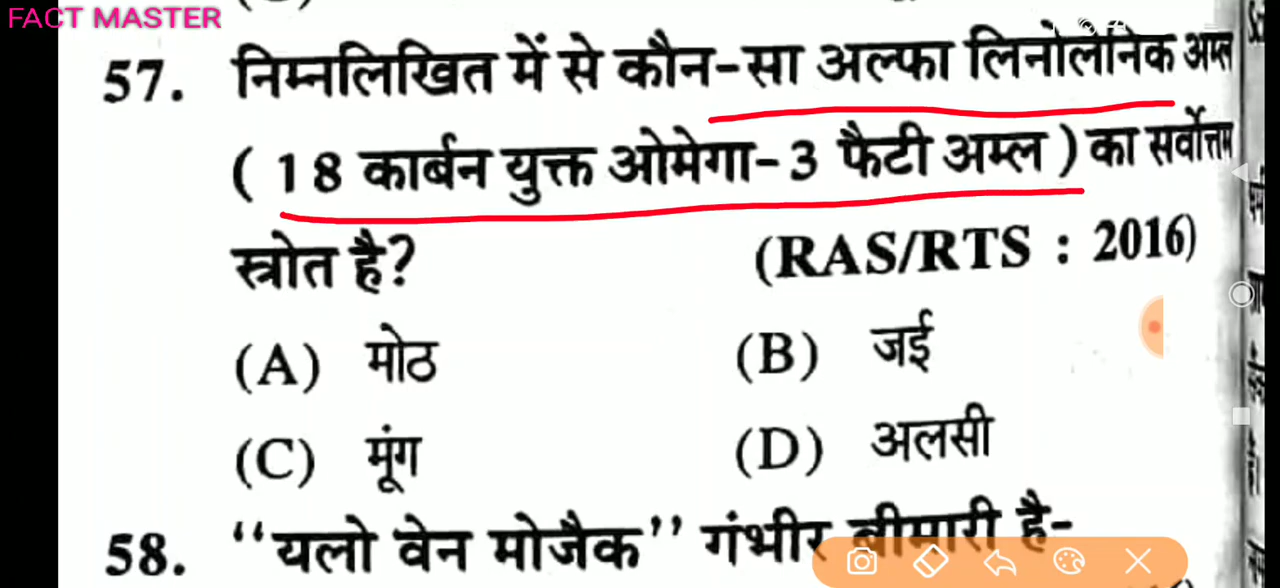 FACT MASTER
57. निम्नलिखित में से कौन-सा अल्फा लिनोलेनिक अम्ल
( 18 कार्बन युक्त ओमेगा-3 फैटी अम्ल ) का सर्वोत्तम
स्त्रोत है? (RAS/RTS : 2016)
(A) मोठ (B) जई
(C) मूंग (D) अलसी
58. “यलो वेन मोजैक” गंभीर बीमारी है-